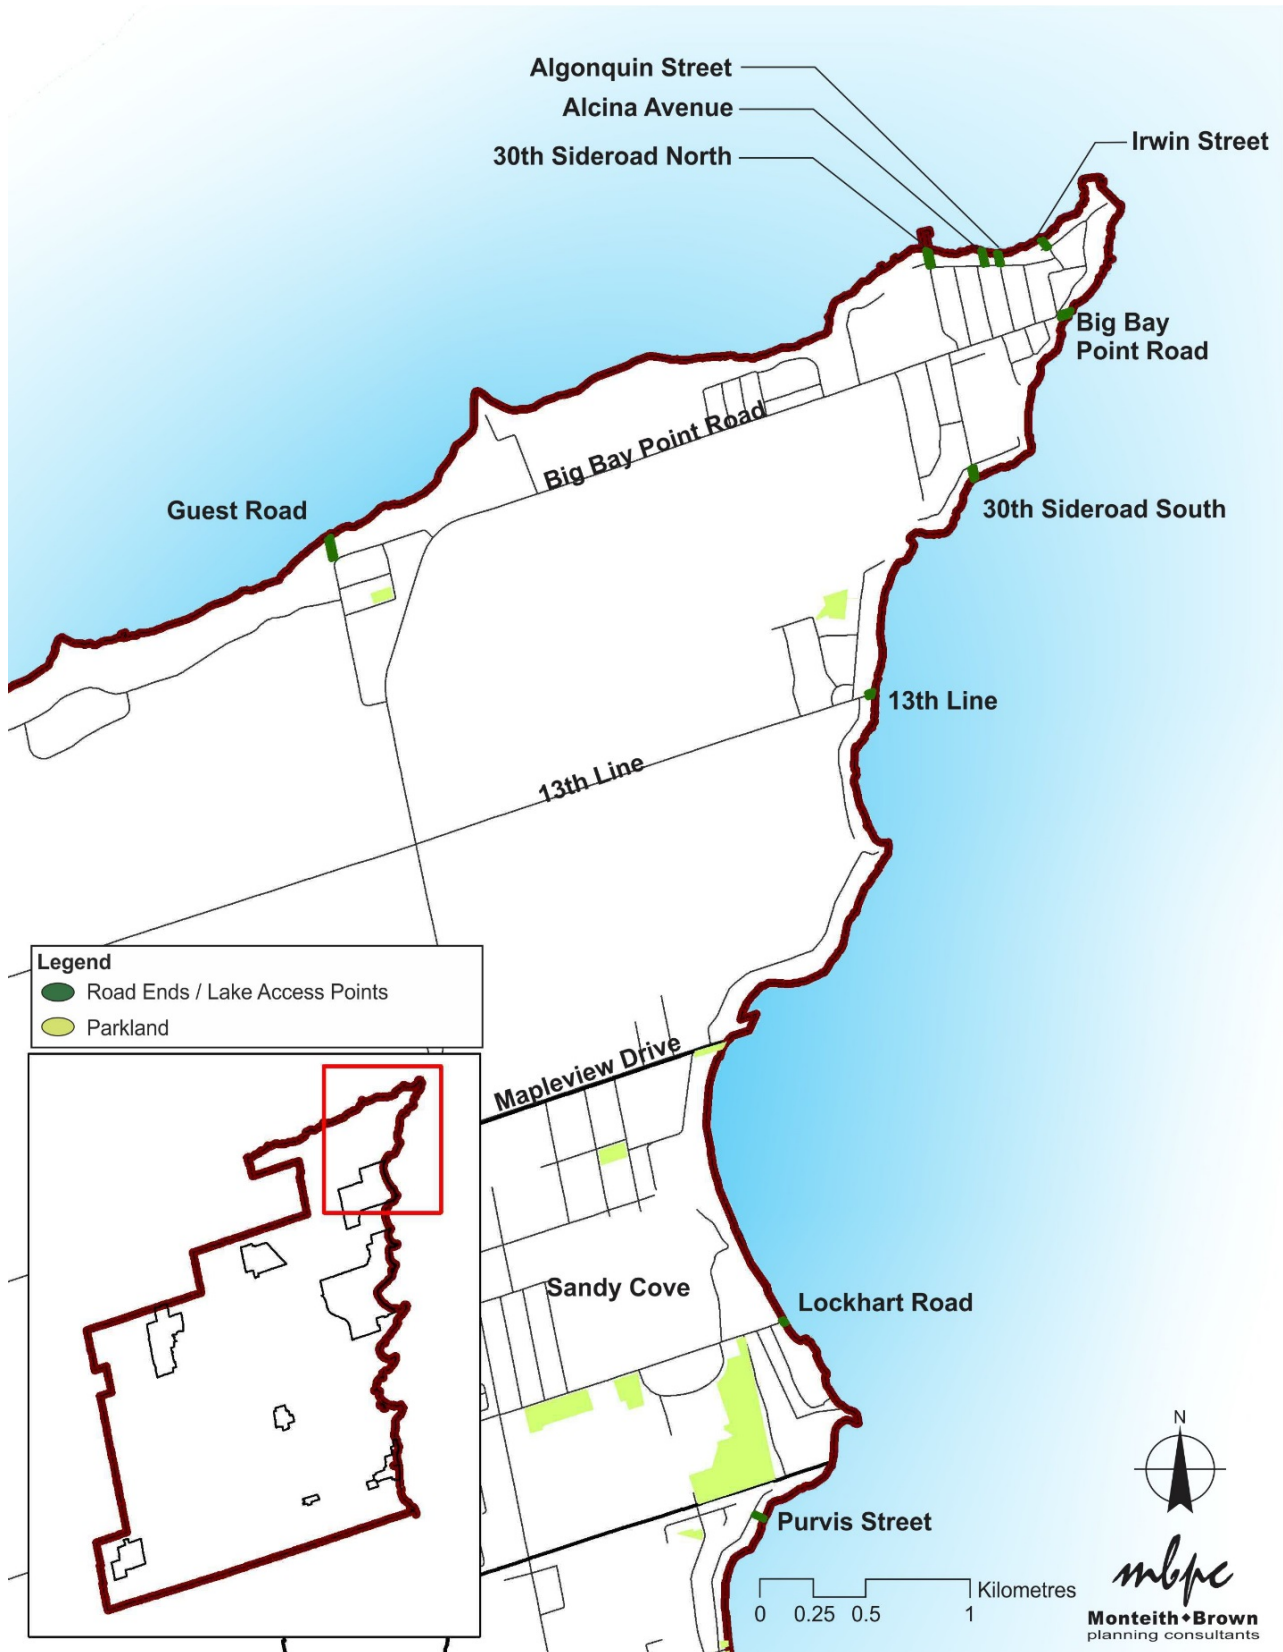 Algonquin Street
Alcina Avenue
30th Sideroad North
Irwin Street
Big Bay
Point Road
Big Bay Point Road
Guest Road
30th Sideroad South
13th Line
13th Line
Legend
Road Ends / Lake Access Points
Parkland
Mapleview Drive
Sandy Cove
Lockhart Road
Purvis Street
N
Kilometres
0 0.25 0.5 1
mbpc
Monteith♦Brown
planning consultants